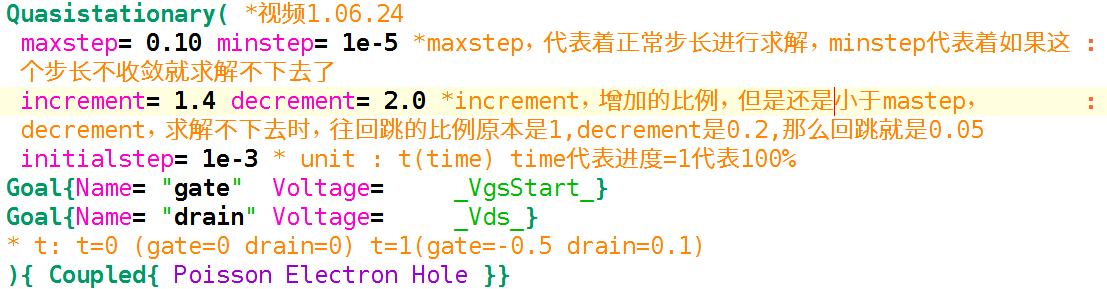 Quasistationary( *视频1.06.24
maxstep= 0.10 minstep= 1e-5 *maxstep，代表着正常步长进行求解，minstep代表着如果这
个步长不收敛就求解不下去了
increment= 1.4 decrement= 2.0 *increment，增加的比例，但是还是小于mastep，
decrement，求解不下去时，往回跳的比例原本是1,decrement是0.2,那么回跳就是0.05
initialstep= 1e-3 * unit : t(time) time代表进度=1代表100%
Goal{Name= "gate" Voltage= _VgsStart_}
Goal{Name= "drain" Voltage= _Vds_}
* t: t=0 (gate=0 drain=0) t=1(gate=-0.5 drain=0.1)
){ Coupled{ Poisson Electron Hole }}